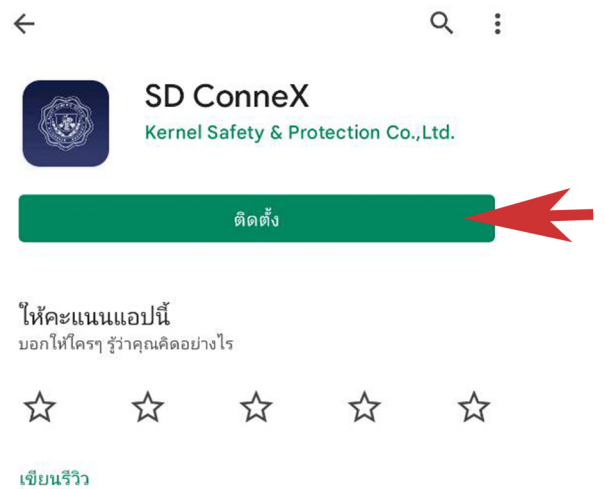 SD ConneX
Kernel Safety & Protection Co.,Ltd.
ติดตั้ง
ให้คะแนนแอปนี้
บอกให้ใครๆ รู้ว่าคุณคิดอย่างไร
เขียนรีวิว